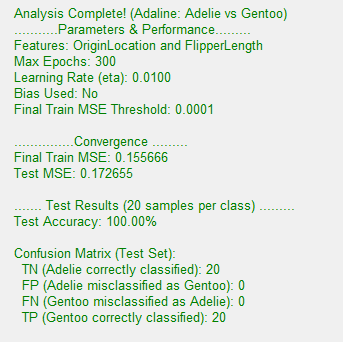 Analysis Complete! (Adaline: Adelie vs Gentoo)
...........Parameters & Performance.........
Features: OriginLocation and FlipperLength
Max Epochs: 300
Learning Rate (eta): 0.0100
Bias Used: No
Final Train MSE Threshold: 0.0001
...............Convergence .........
Final Train MSE: 0.155666
Test MSE: 0.172655
....... Test Results (20 samples per class) .........
Test Accuracy: 100.00%
Confusion Matrix (Test Set):
TN (Adelie correctly classified): 20
FP (Adelie misclassified as Gentoo): 0
FN (Gentoo misclassified as Adelie): 0
TP (Gentoo correctly classified): 20